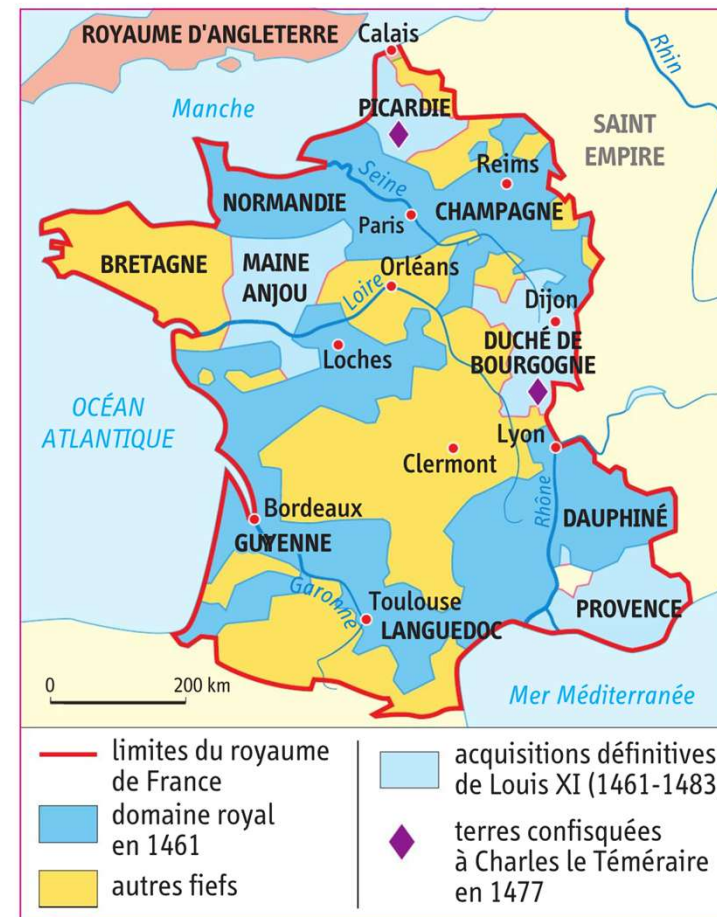 ROYAUME D'ANGLETERRE
Calais
Rhin
Manche
PICARDIE
SAINT
EMPIRE
Reims
Seine
NORMANDIE
CHAMPAGNE
Paris
BRETAGNE
MAINE
ANJOU
Orléans
Loire
Dijon
DUCHÉ DE
BOURGOGNE
Loches
OCÉAN
ATLANTIQUE
Lyon
Clermont
Rhône
Bordeaux
DAUPHINÉ
GUYENNE
Garonne
Toulouse
PROVENCE
LANGUEDOC
0 200 km
Mer Méditerranée
limites du royaume
de France
domaine royal
en 1461
autres fiefs
acquisitions définitives
de Louis XI (1461-1483
terres confisquées
à Charles le Téméraire
en 1477